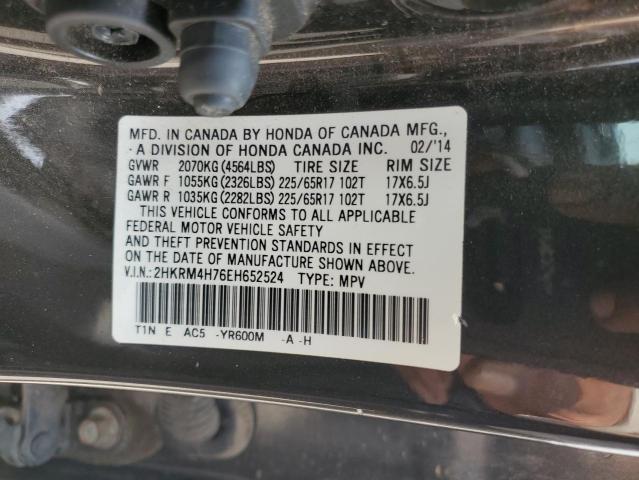 MFD. IN CANADA BY HONDA OF CANADA MFG.,
A DIVISION OF HONDA CANADA INC. 02/'14
GVWR 2070KG (4564LBS) TIRE SIZE RIM SIZE
GAWR F 1055KG (2326LBS) 225/65R17 102T 17X6.5J
GAWR R 1035KG (2282LBS) 225/65R17 102T 17X6.5J
THIS VEHICLE CONFORMS TO ALL APPLICABLE
FEDERAL MOTOR VEHICLE SAFETY
AND THEFT PREVENTION STANDARDS IN EFFECT
ON THE DATE OF MANUFACTURE SHOWN ABOVE.
V.I.N.: 2HKRM4H76EH652524 TYPE: MPV
T1N E AC5 -YR600M -A -H